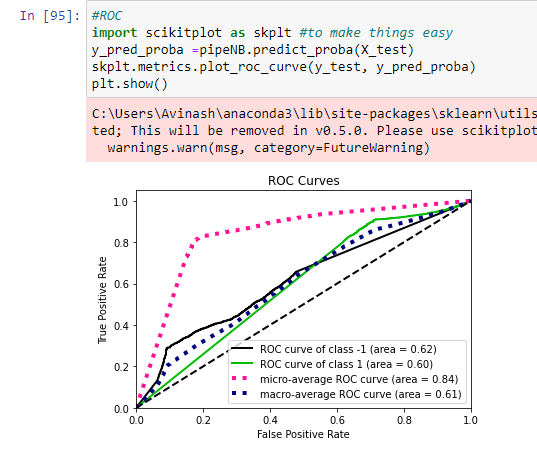 In [95]:
#ROC
import scikitplot as skplt #to make things easy
y_pred_proba =pipeNB.predict_proba(X_test)
skplt.metrics.plot_roc_curve(y_test, y_pred_proba)
plt.show()
C:\Users\Avinash\anaconda3\lib\site-packages\sklearn\utils
ted; This will be removed in v0.5.0. Please use scikitplot
warnings.warn(msg, category=FutureWarning)
ROC Curves
1.0
0.8
0.6
0.4
0.2
0.0
True Positive Rate
ROC curve of class -1 (area = 0.62)
ROC curve of class 1 (area = 0.60)
micro-average ROC curve (area = 0.84)
macro-average ROC curve (area = 0.61)
0.0 0.2 0.4 0.6 0.8 1.0
False Positive Rate